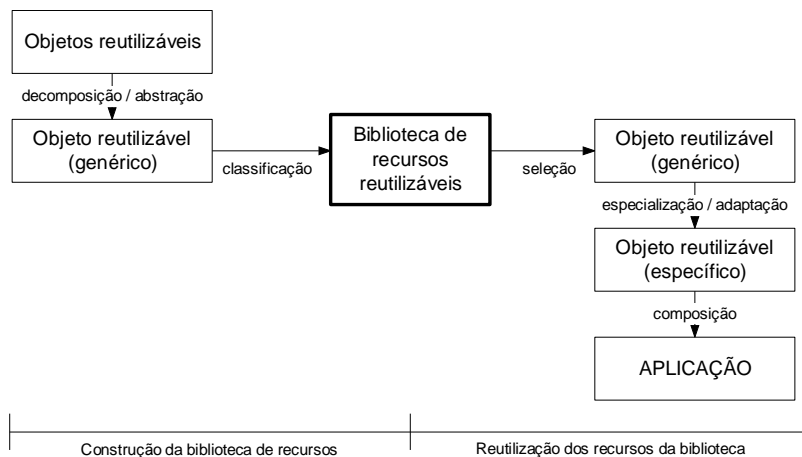 Objetos reutilizáveis
decomposição / abstração
Objeto reutilizável
(genérico)
classificação
Biblioteca de
recursos
reutilizáveis
seleção
Objeto reutilizável
(genérico)
especialização / adaptação
Objeto reutilizável
(específico)
composição
APLICAÇÃO
Construção da biblioteca de recursos
Reutilização dos recursos da biblioteca